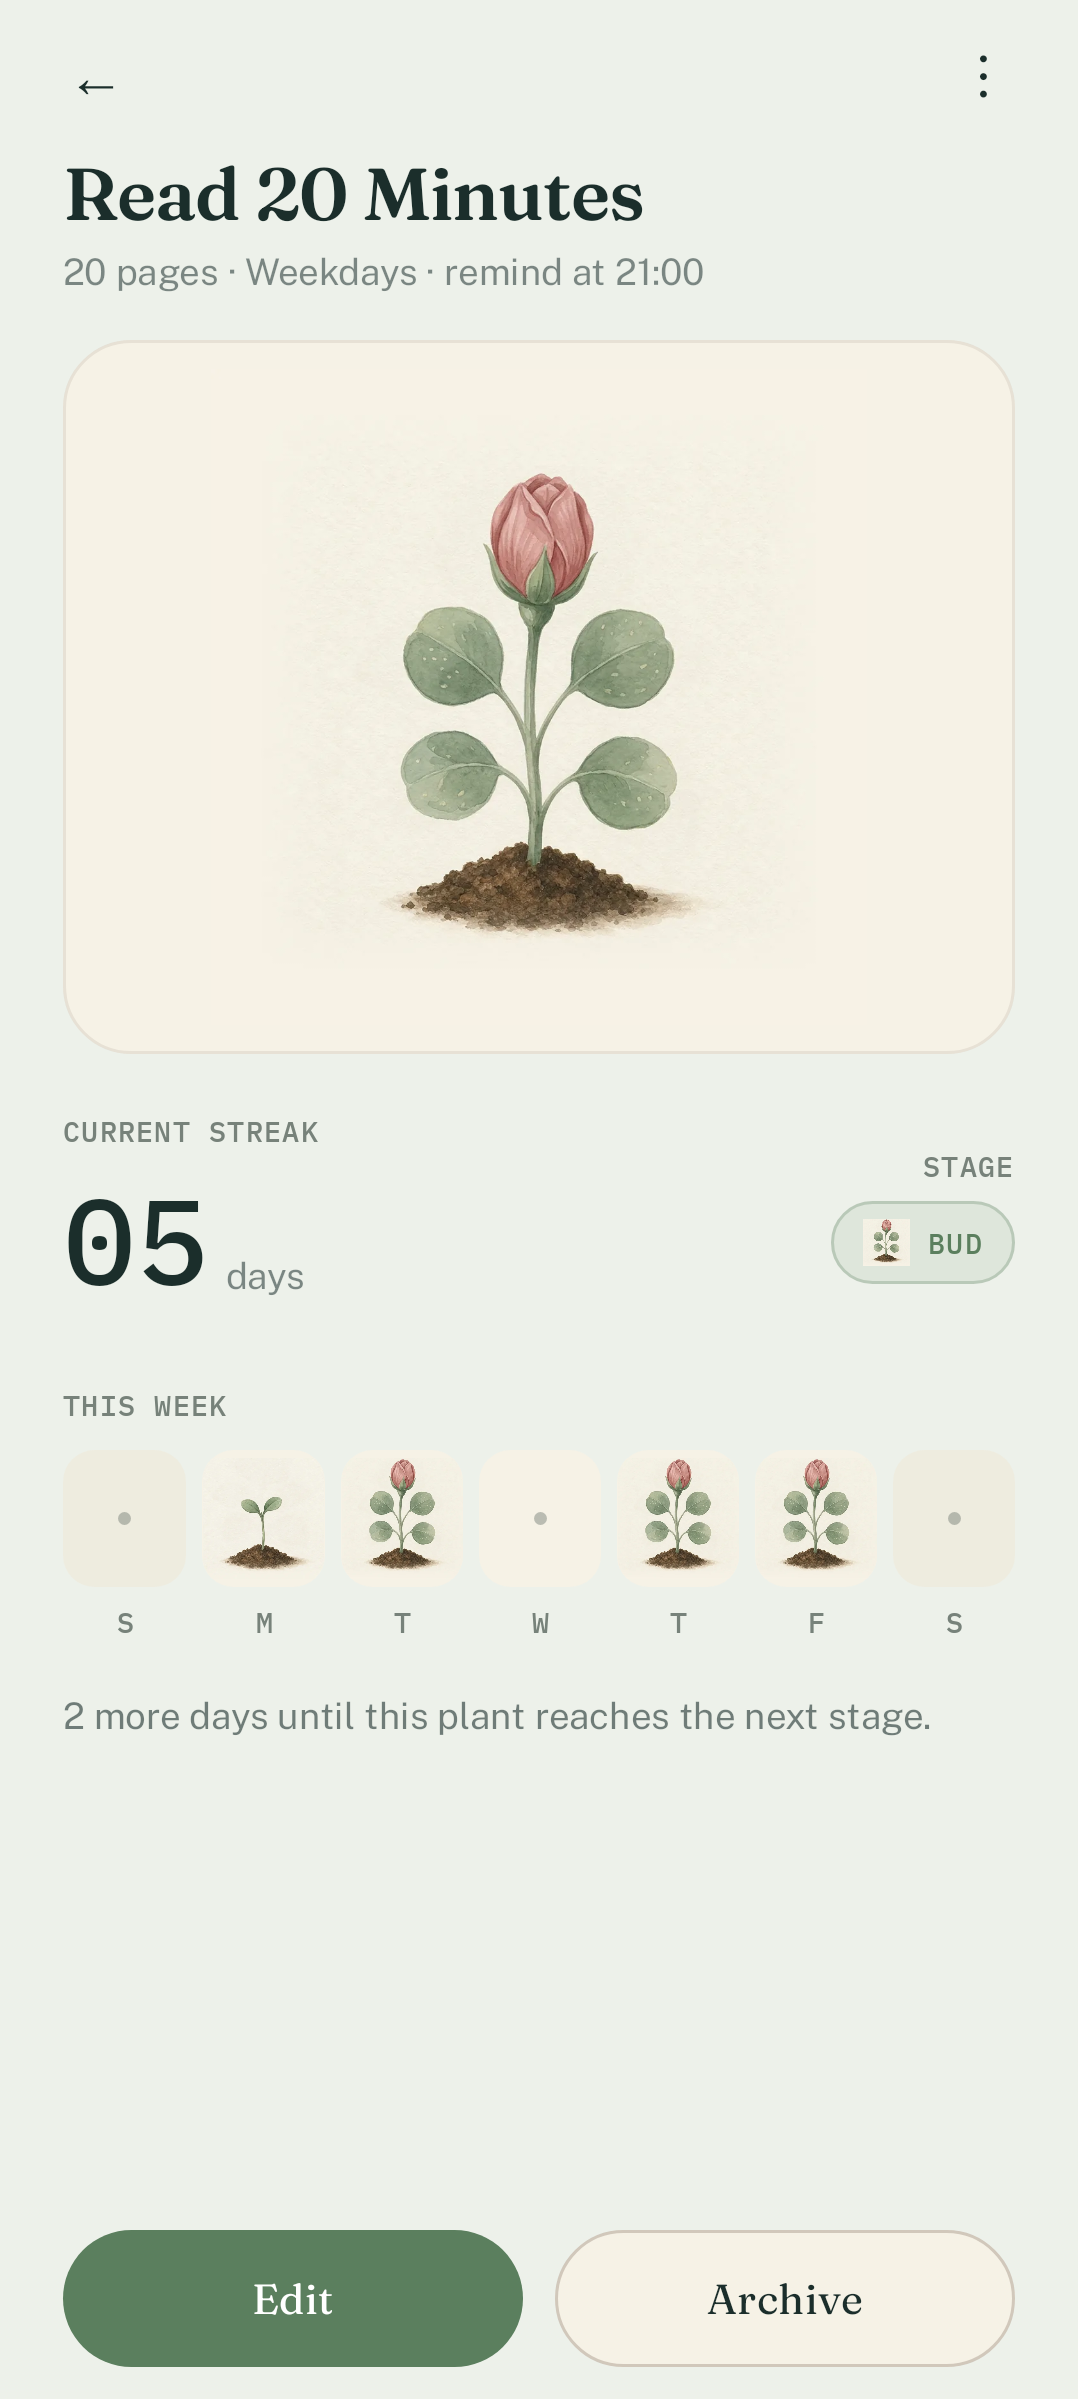 Read 20 Minutes
20 pages · Weekdays · remind at 21:00
CURRENT STREAK
STAGE
05 days
BUD
THIS WEEK
S M T W T F S
2 more days until this plant reaches the next stage.
Edit Archive